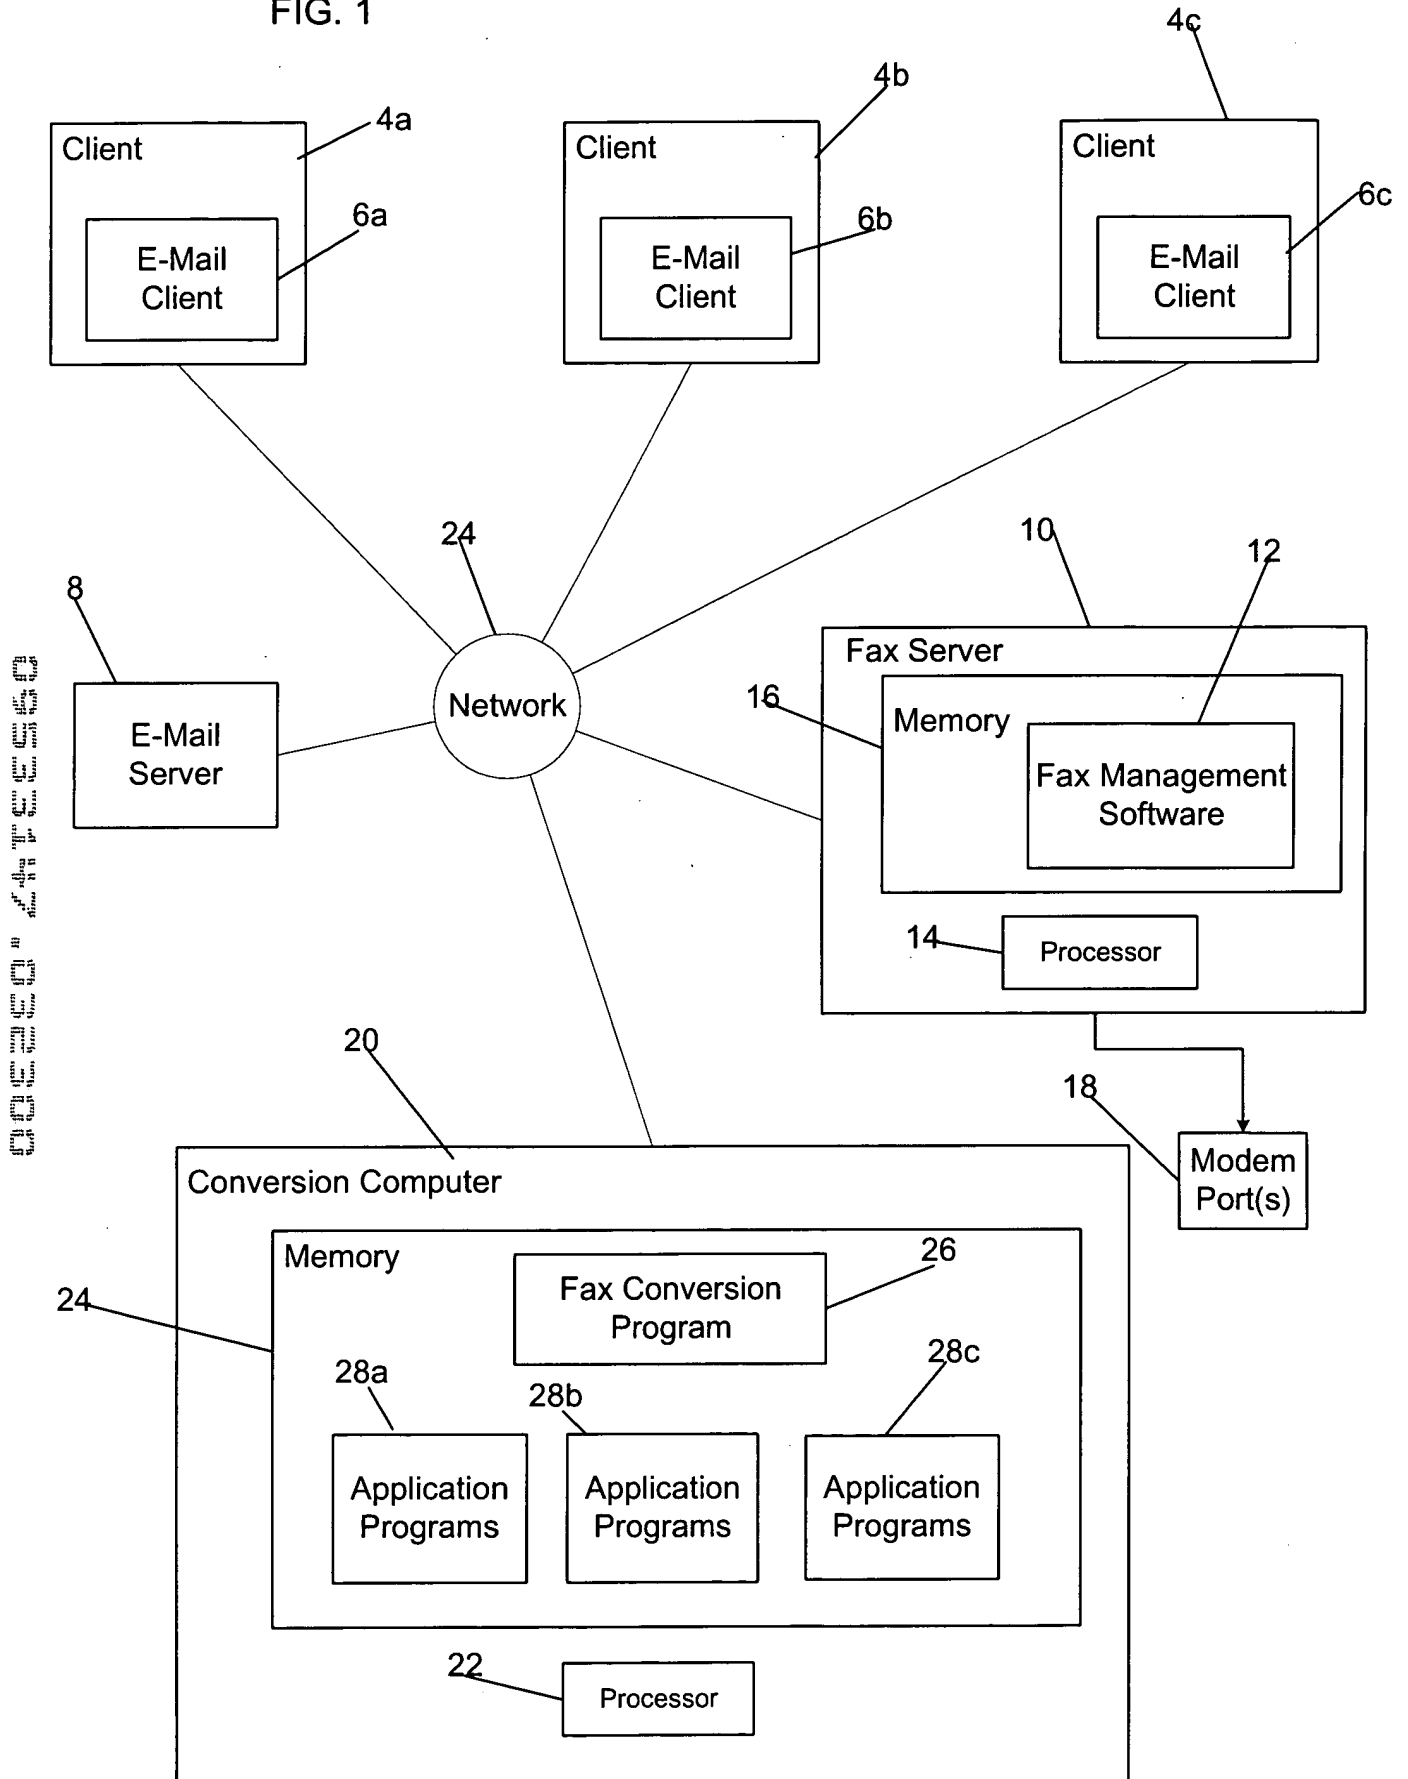 FIG. 1
4c
4b
4a
Client
Client
Client
6a
6b
6c
E-Mail
Client
E-Mail
Client
E-Mail
Client
24
10
12
8
Fax Server
16
Memory
Network
E-Mail
Server
Fax Management
Software
14
Processor
20
18
Modem
Port(s)
Conversion Computer
Memory
26
Fax Conversion
Program
24
28a
28b
28c
Application
Programs
Application
Programs
Application
Programs
22
Processor
09533147.032300